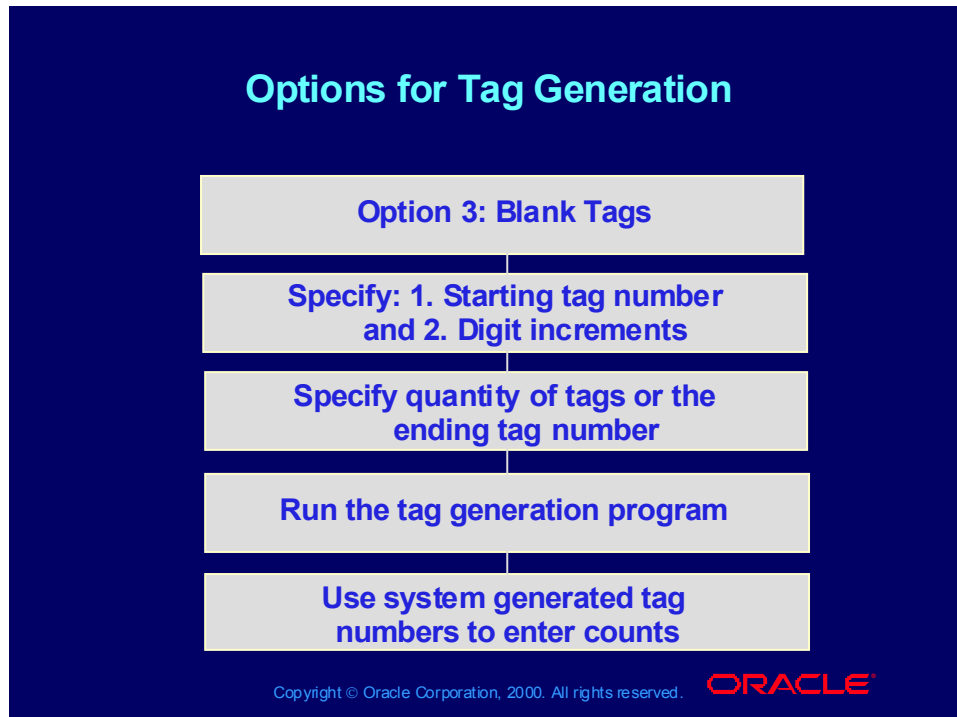 Options for Tag Generation
Option 3: Blank Tags
Specify: 1. Starting tag number
and 2. Digit increments
Specify quantity of tags or the
ending tag number
Run the tag generation program
Use system generated tag
numbers to enter counts
Copyright © Oracle Corporation, 2000. All rights reserved.
ORACLE®